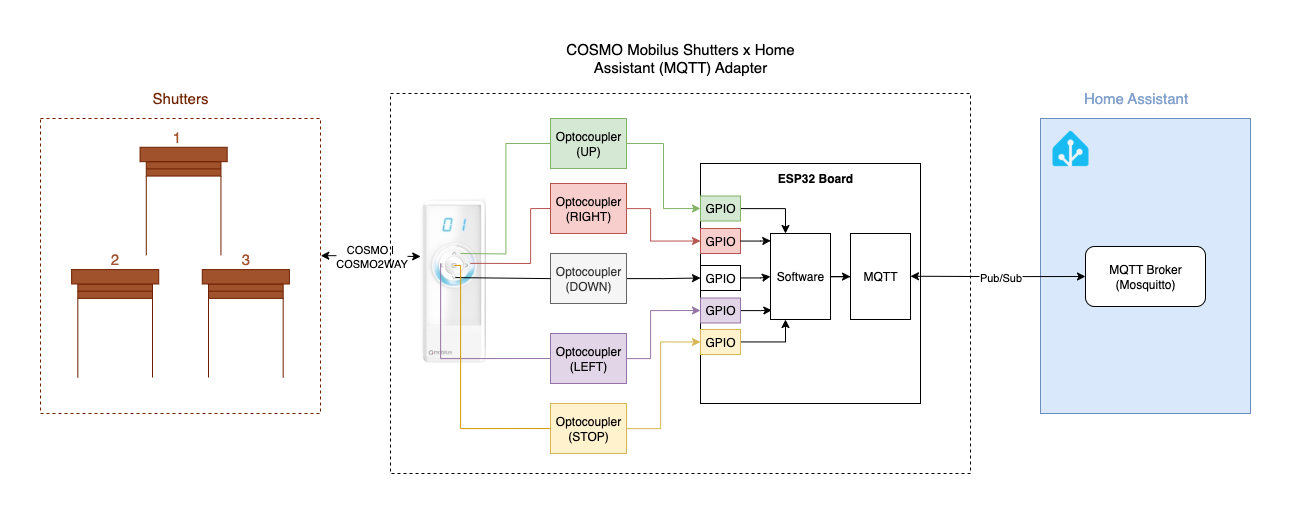 COSMO Mobilus Shutters x Home
Assistant (MQTT) Adapter
Shutters
Home Assistant
1
2
3
COSMO |
COSMO2WAY
01
mobilus
Optocoupler
(UP)
Optocoupler
(RIGHT)
Optocoupler
(DOWN)
Optocoupler
(LEFT)
Optocoupler
(STOP)
ESP32 Board
GPIO
GPIO
GPIO
GPIO
GPIO
Software
MQTT
Pub/Sub
MQTT Broker
(Mosquitto)